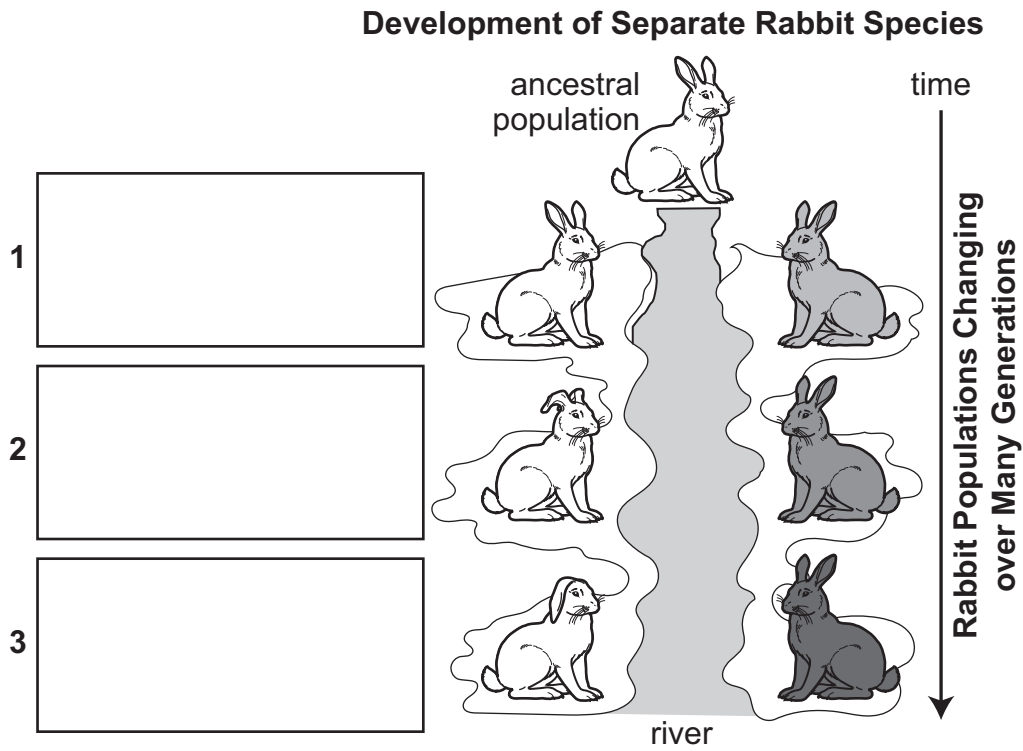 Development of Separate Rabbit Species
ancestral
population
time
1
2
3
Rabbit Populations Changing
over Many Generations
river